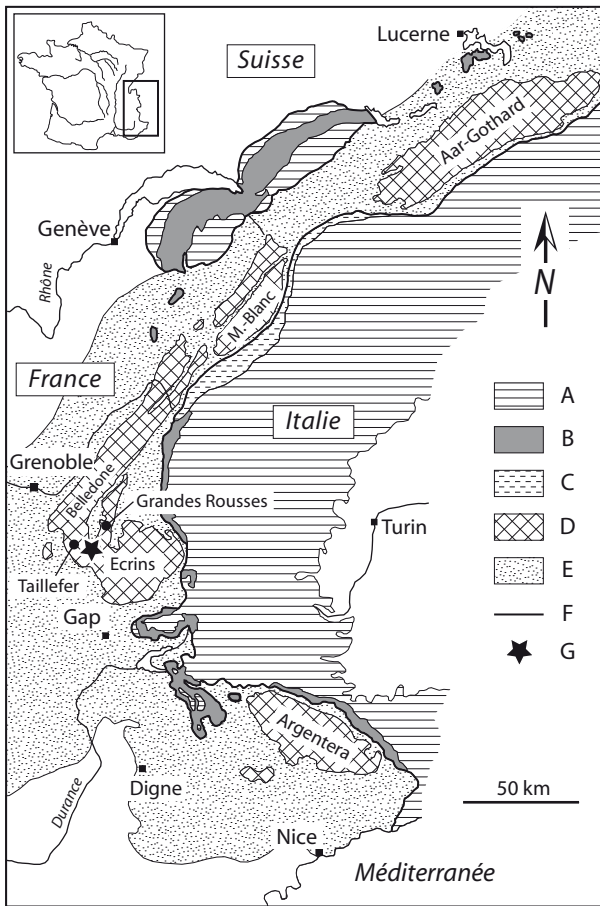 Lucerne
Suisse
Aar-Gothard
Genève
Rhône
N
M.-Blanc
France
A
Italie
B
Grenoble
C
Belledone
Grandes Rousses
Turin
D
Ecrins
E
Taillefer
F
Gap
G
Argentera
50 km
Durance
Digne
Nice
Méditerranée